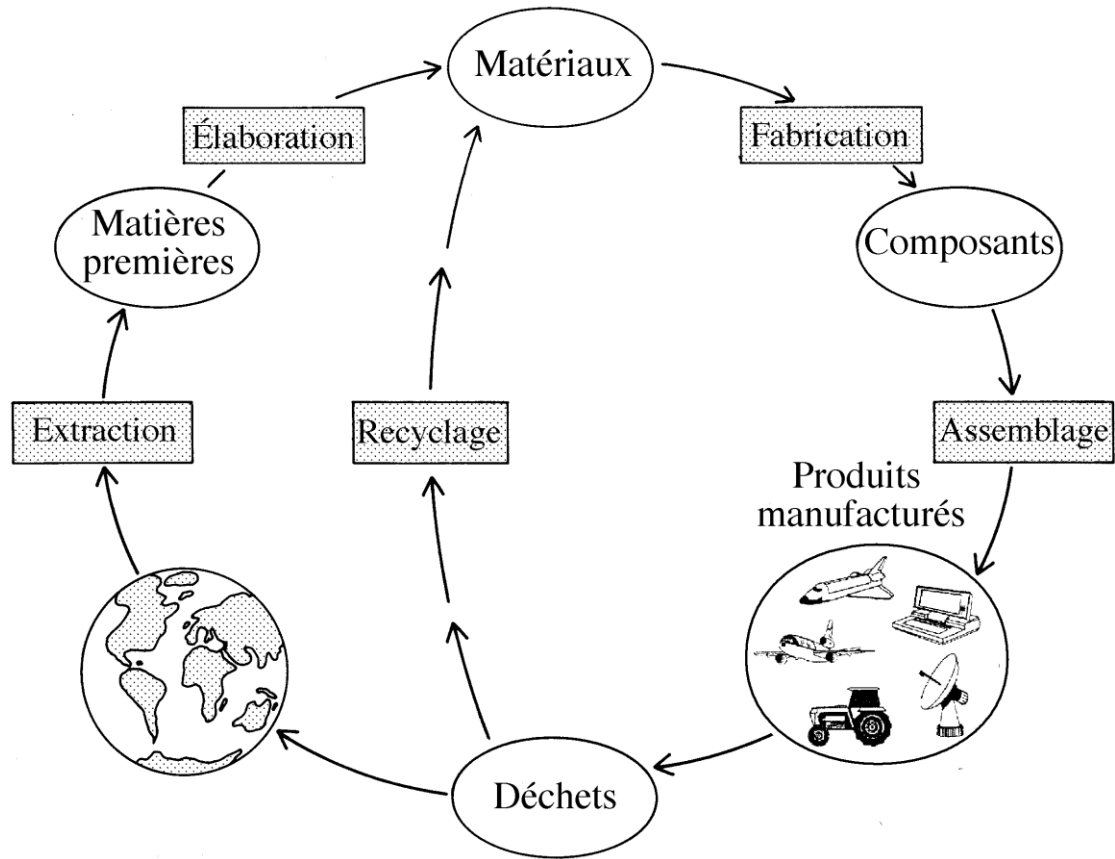 Matériaux
Élaboration
Fabrication
Matières
premières
Composants
Extraction
Recyclage
Assemblage
Produits
manufacturés
Déchets